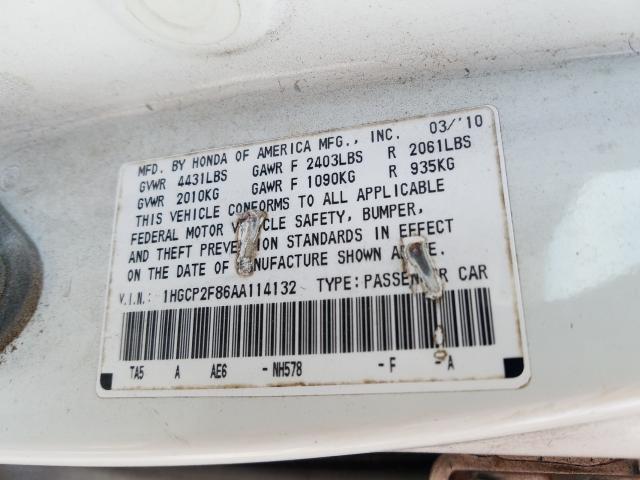 MFD. BY HONDA OF AMERICA MFG., INC. 03/'10
GVWR 4431LBS GAWR F 2403LBS R 2061LBS
GVWR 2010KG GAWR F 1090KG R 935KG
THIS VEHICLE CONFORMS TO ALL APPLICABLE
FEDERAL MOTOR VEHICLE SAFETY, BUMPER,
AND THEFT PREVENTION STANDARDS IN EFFECT
ON THE DATE OF MANUFACTURE SHOWN ABOVE.
V.I.N.: 1HGCP2F86AA114132 TYPE: PASSENGER CAR
TA5 A AE6 -NH578 -F -A